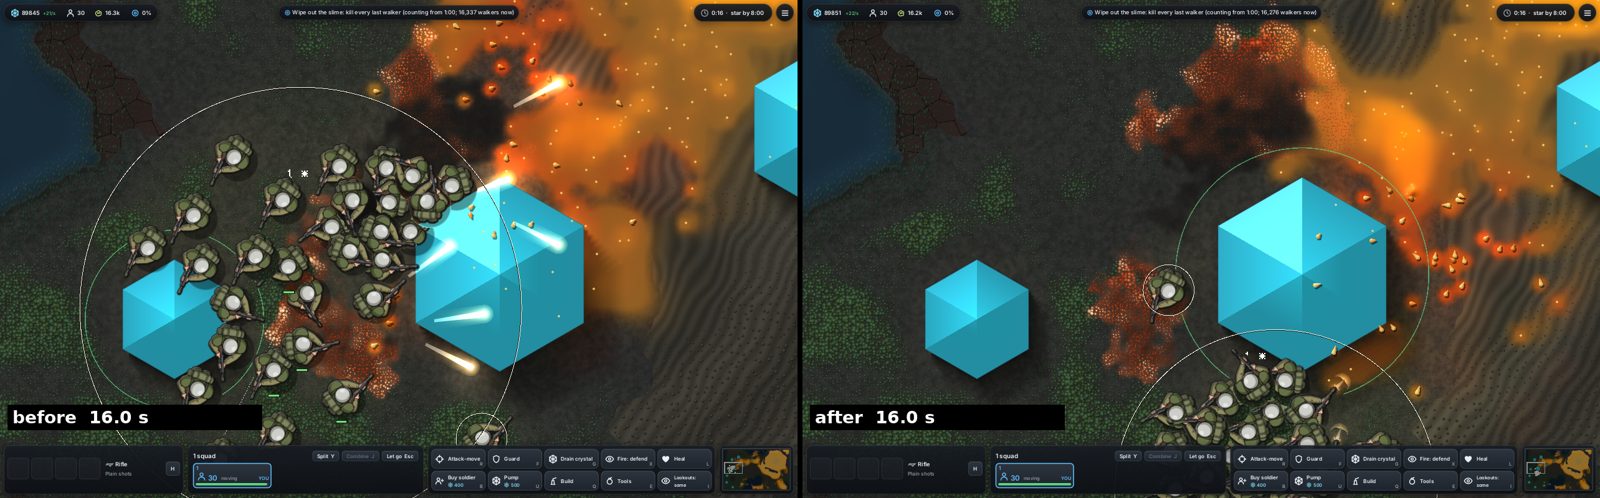 89845 +21/s 30 16.3k 0%
Wipe out the slime: kill every last walker (counting from 1:00; 16,337 walkers now)
0:16 · star by 8:00
1
before 16.0 s
Rifle
Plain shots
H
1 squad
Split Y
Combine J
Let go Esc
1
30 moving YOU
Attack-move R
Guard F
Drain crystal G
Fire: defend K
Heal L
Buy soldier 400 B
Pump 500 U
Build
Tools E
Lookouts: some I
89851 +22/s 30 16.2k 0%
Wipe out the slime: kill every last walker (counting from 1:00; 16,276 walkers now)
0:16 · star by 8:00
after 16.0 s
Rifle
Plain shots
H
1 squad
Split Y
Combine J
Let go Esc
1
30 moving YOU
Attack-move R
Guard F
Drain crystal G
Fire: defend K
Heal L
Buy soldier 400 B
Pump 500 U
Build
Tools E
Lookouts: some I